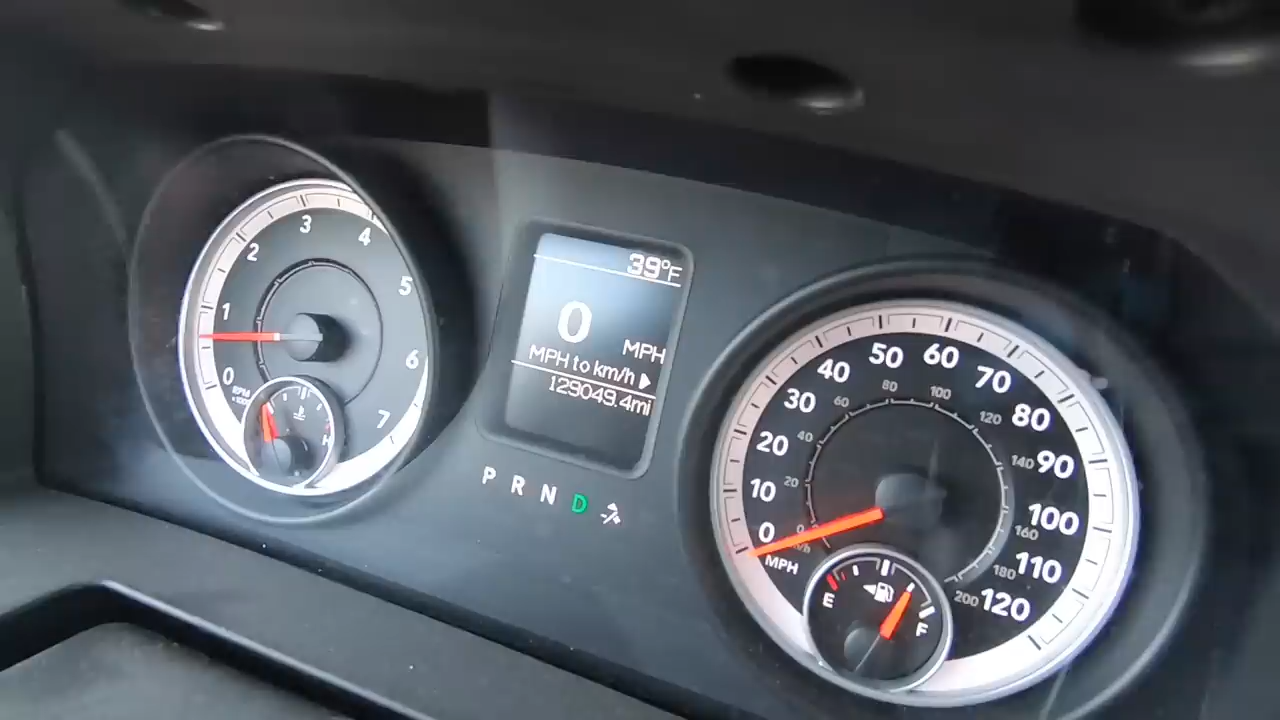 0
1
2
3
4
5
6
7
RPM
x1000
H
39°F
0 MPH
MPH to km/h ▶
129049.4mi
P R N D
0
10
20
30
40
50
60
70
80
90
100
110
120
MPH
0
20
40
60
80
100
120
140
160
180
200
E
F